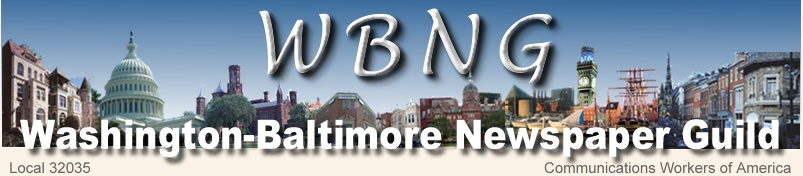 WBNG
Washington-Baltimore Newspaper Guild
Local 32035 Communications Workers of America